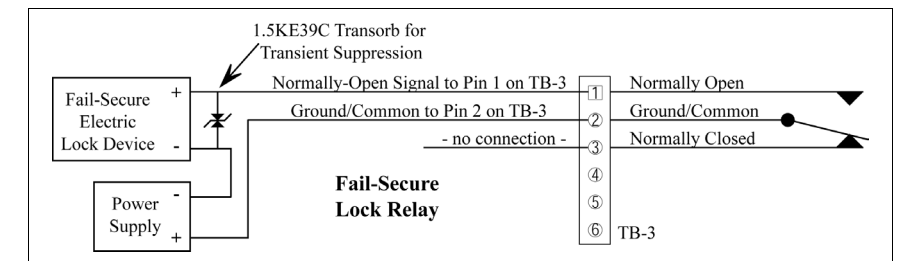 1.5KE39C Transorb for
Transient Suppression
Normally-Open Signal to Pin 1 on TB-3
Normally Open
Fail-Secure
Electric
Lock Device
+
-
Ground/Common to Pin 2 on TB-3
Ground/Common
- no connection -
Normally Closed
1
2
3
4
5
6
TB-3
Fail-Secure
Lock Relay
Power
Supply
-
+